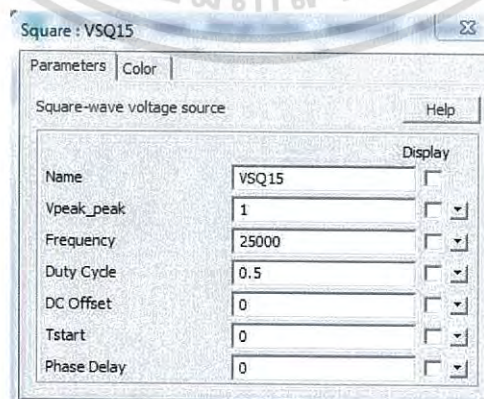 Square : VSQ15
Parameters Color
Square-wave voltage source Help
Display
Name VSQ15
Vpeak_peak 1
Frequency 25000
Duty Cycle 0.5
DC Offset 0
Tstart 0
Phase Delay 0